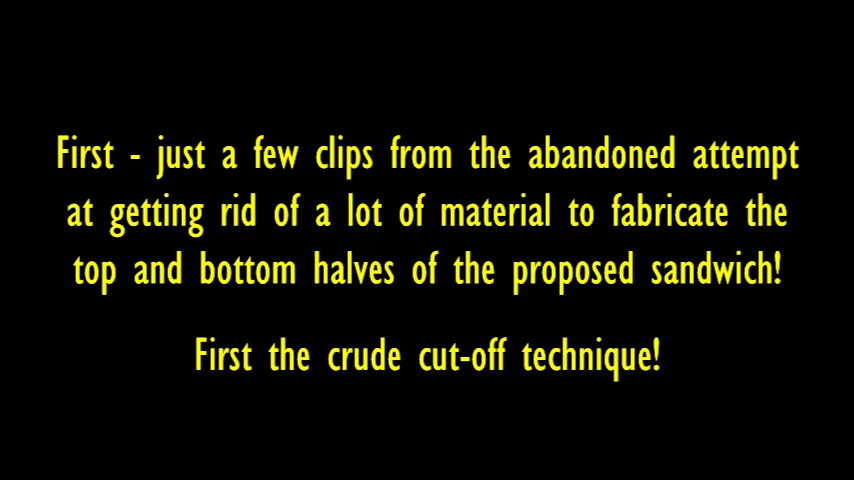 First - just a few clips from the abandoned attempt
at getting rid of a lot of material to fabricate the
top and bottom halves of the proposed sandwich!
First the crude cut-off technique!